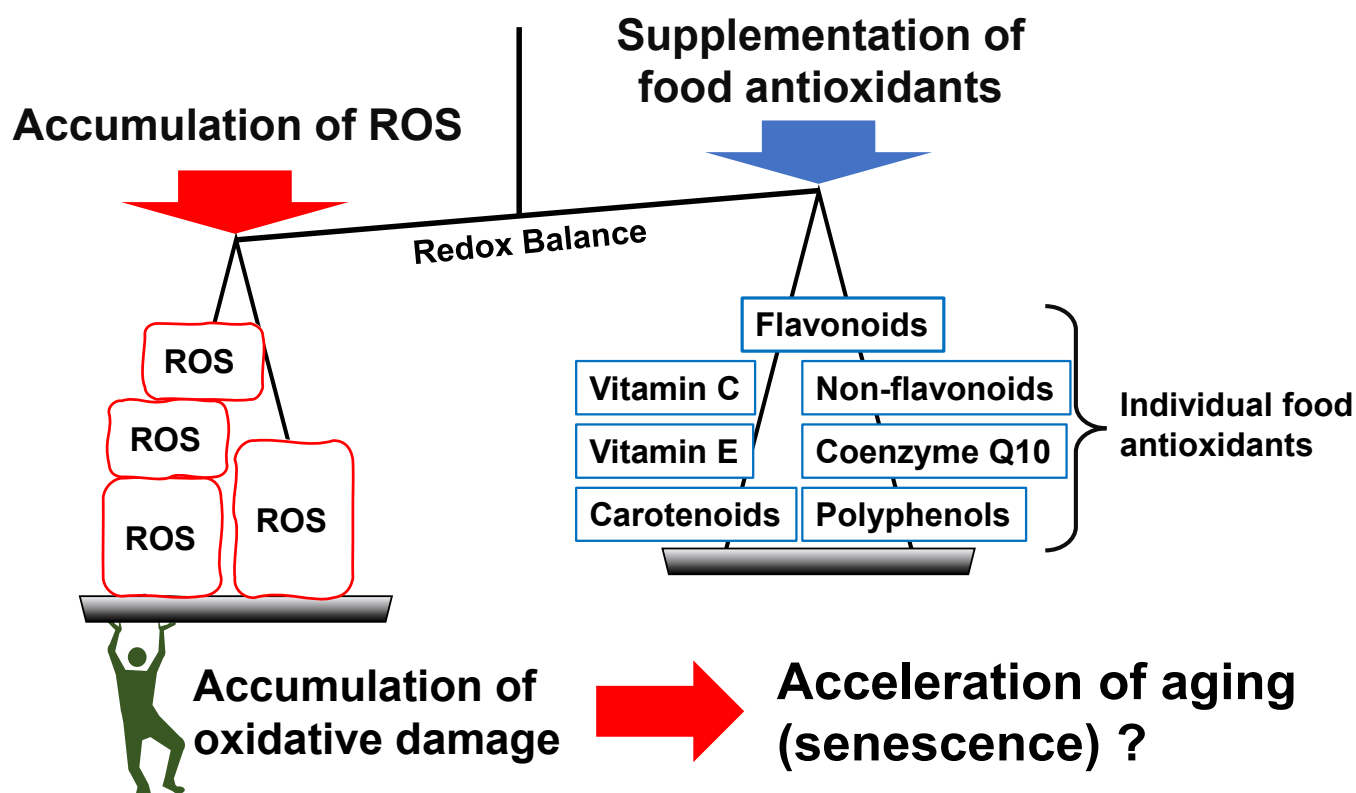 Supplementation of
food antioxidants
Accumulation of ROS
Redox Balance
ROS
ROS
ROS
ROS
Flavonoids
Vitamin C
Non-flavonoids
Vitamin E
Coenzyme Q10
Carotenoids
Polyphenols
Individual food
antioxidants
Accumulation of
oxidative damage
Acceleration of aging
(senescence) ?